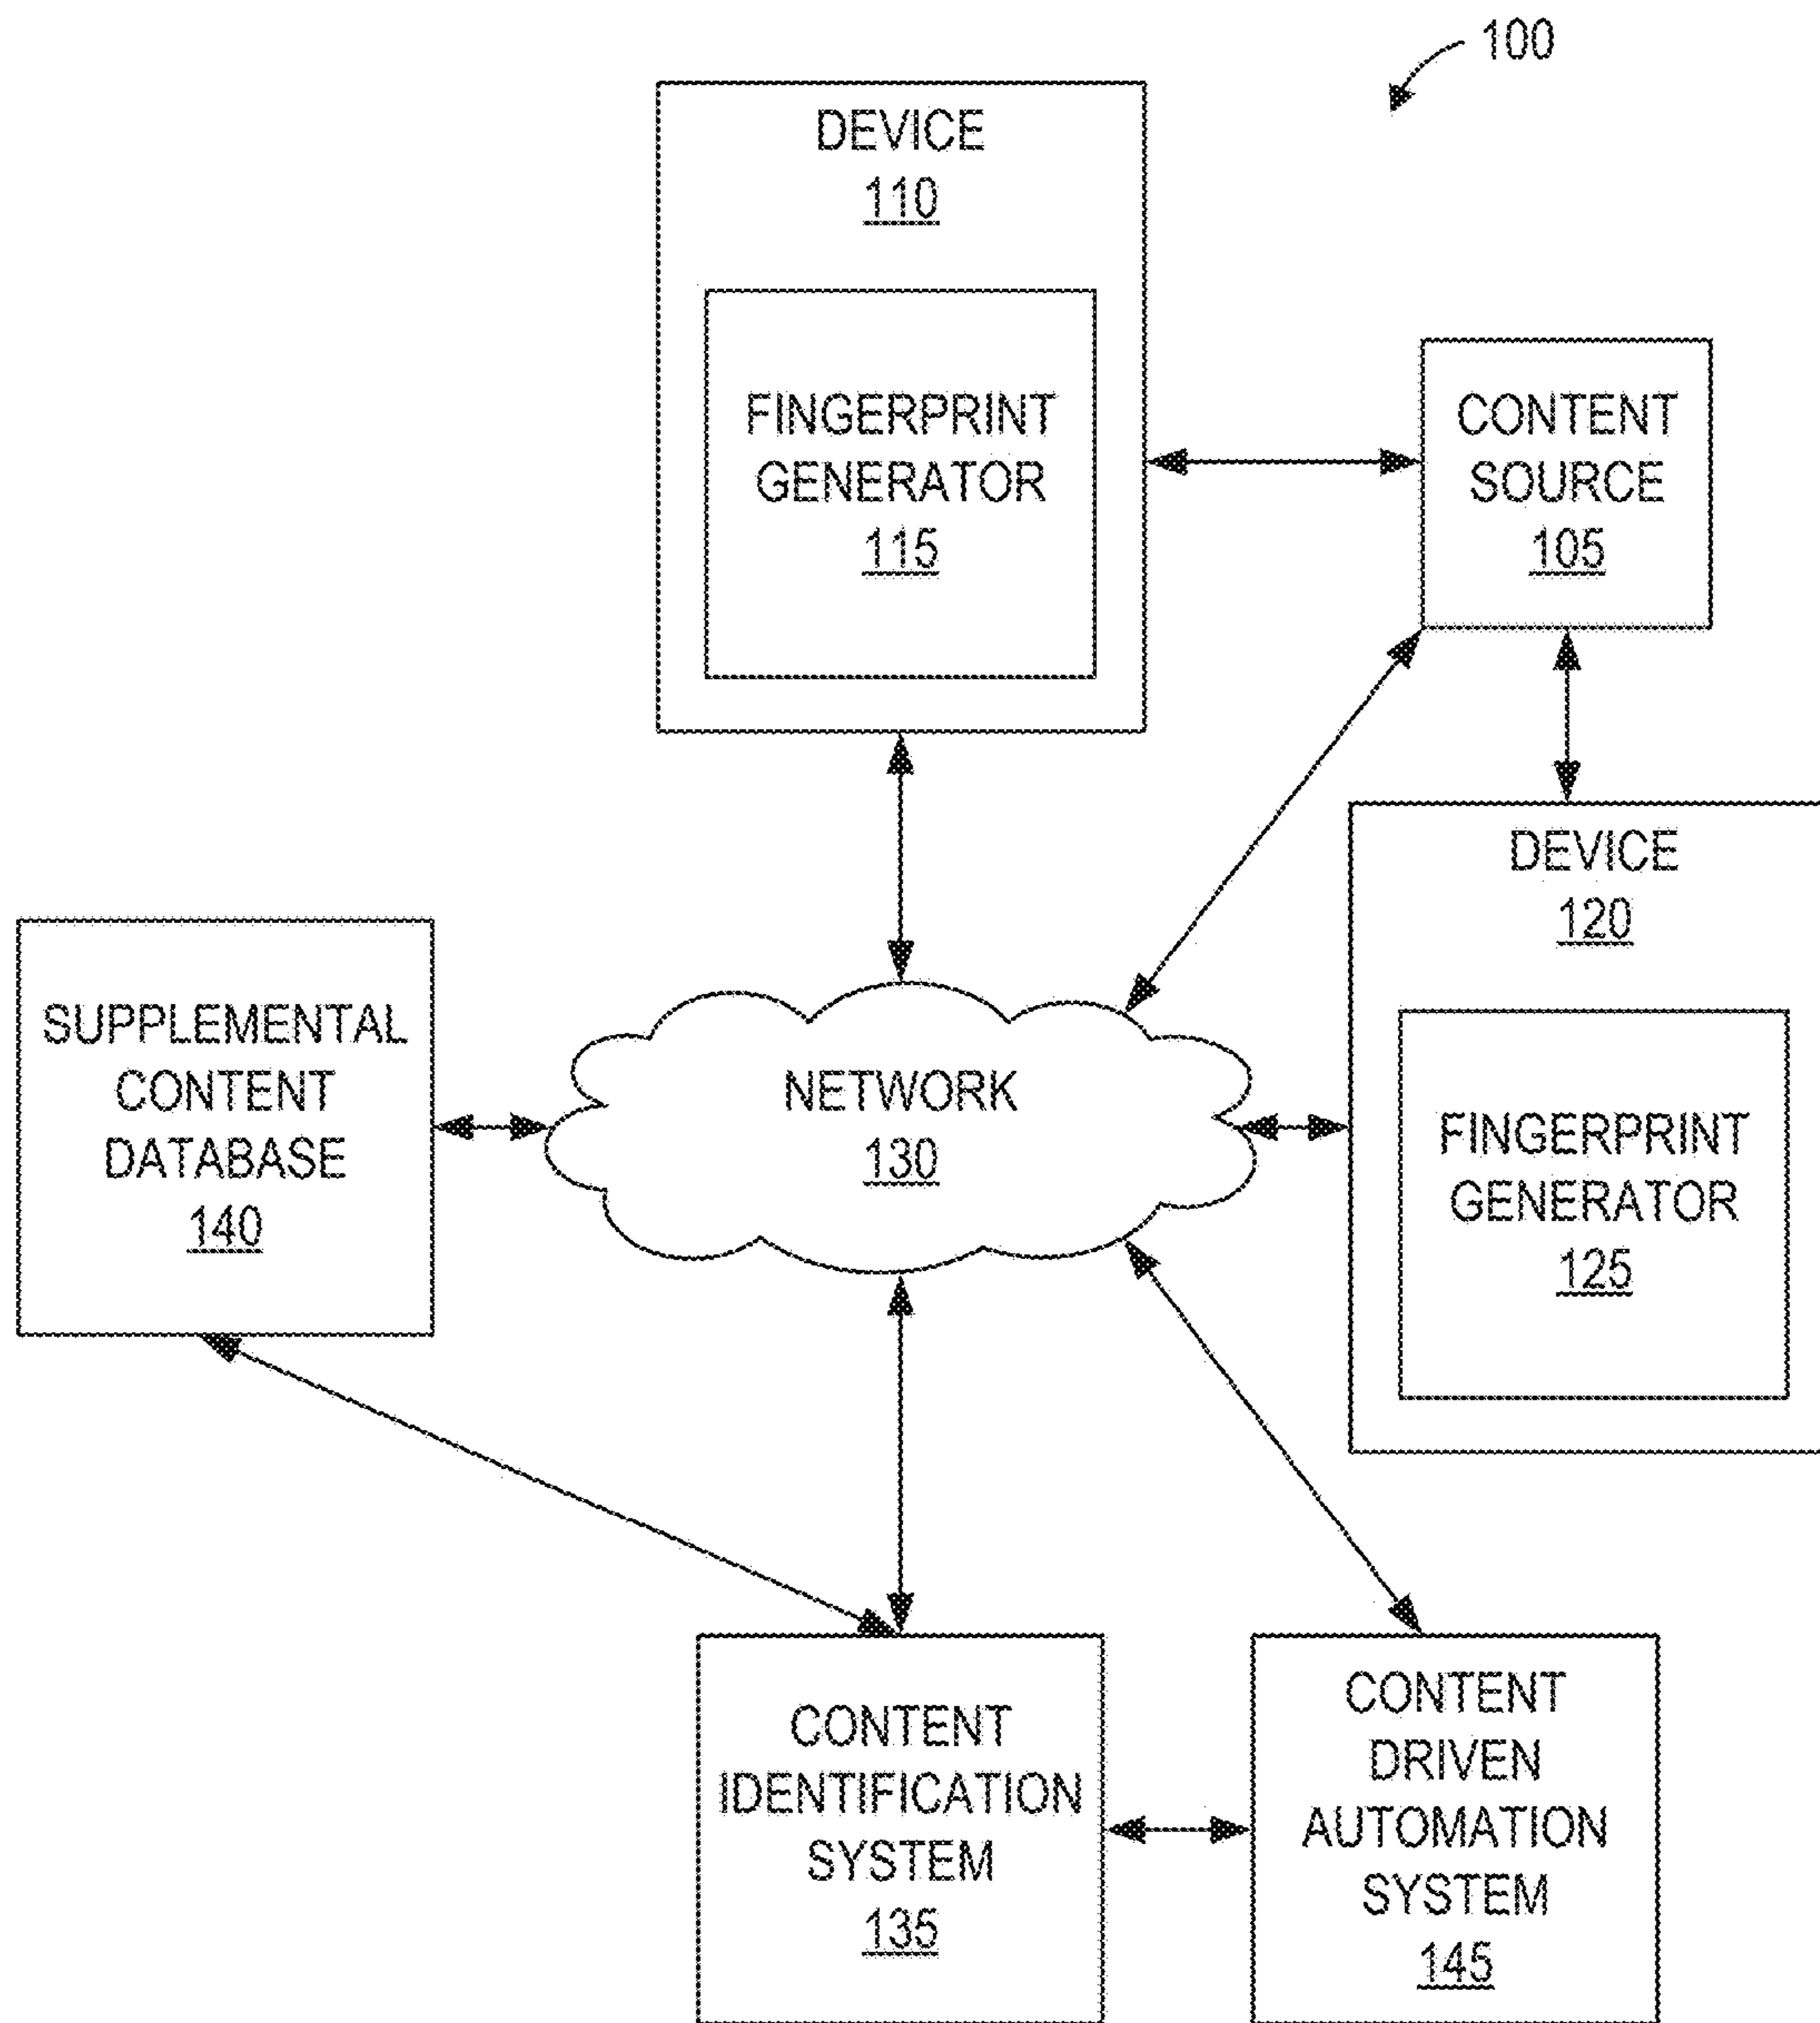 100
DEVICE
110
FINGERPRINT
GENERATOR
115
CONTENT
SOURCE
105
DEVICE
120
FINGERPRINT
GENERATOR
125
SUPPLEMENTAL
CONTENT
DATABASE
140
NETWORK
130
CONTENT
IDENTIFICATION
SYSTEM
135
CONTENT
DRIVEN
AUTOMATION
SYSTEM
145